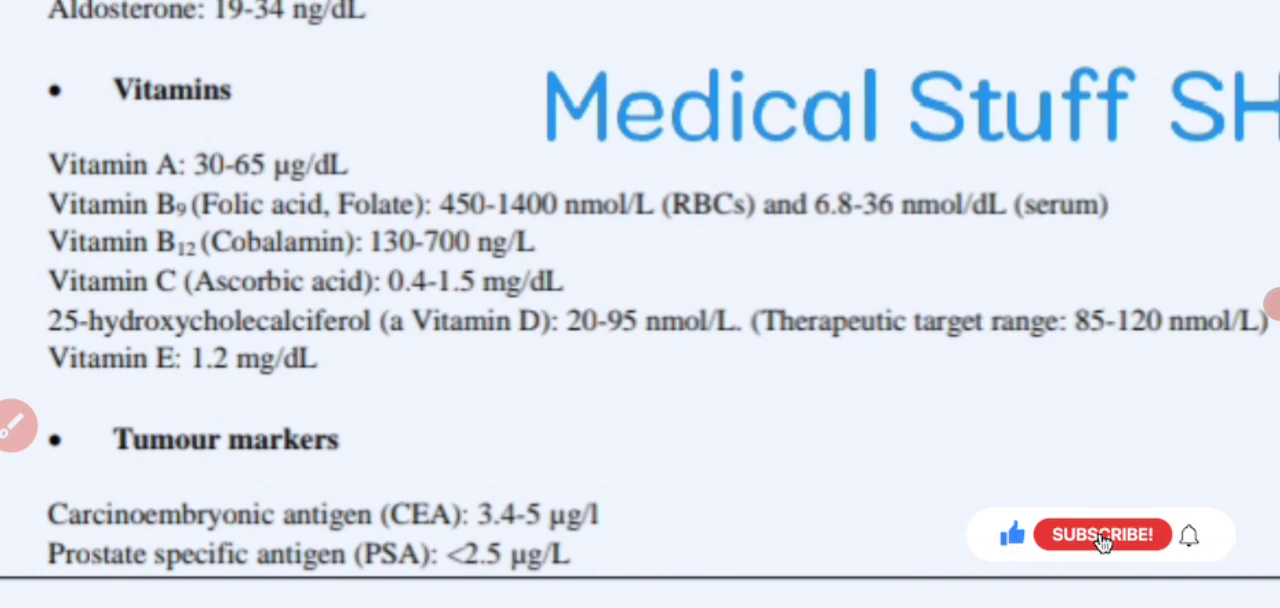 Aldosterone: 19-34 ng/dL
• Vitamins
Medical Stuff SH
Vitamin A: 30-65 µg/dL
Vitamin B₉ (Folic acid, Folate): 450-1400 nmol/L (RBCs) and 6.8-36 nmol/dL (serum)
Vitamin B₁₂ (Cobalamin): 130-700 ng/L
Vitamin C (Ascorbic acid): 0.4-1.5 mg/dL
25-hydroxycholecalciferol (a Vitamin D): 20-95 nmol/L. (Therapeutic target range: 85-120 nmol/L)
Vitamin E: 1.2 mg/dL
• Tumour markers
Carcinoembryonic antigen (CEA): 3.4-5 µg/l
Prostate specific antigen (PSA): <2.5 µg/L
SUBSCRIBE!